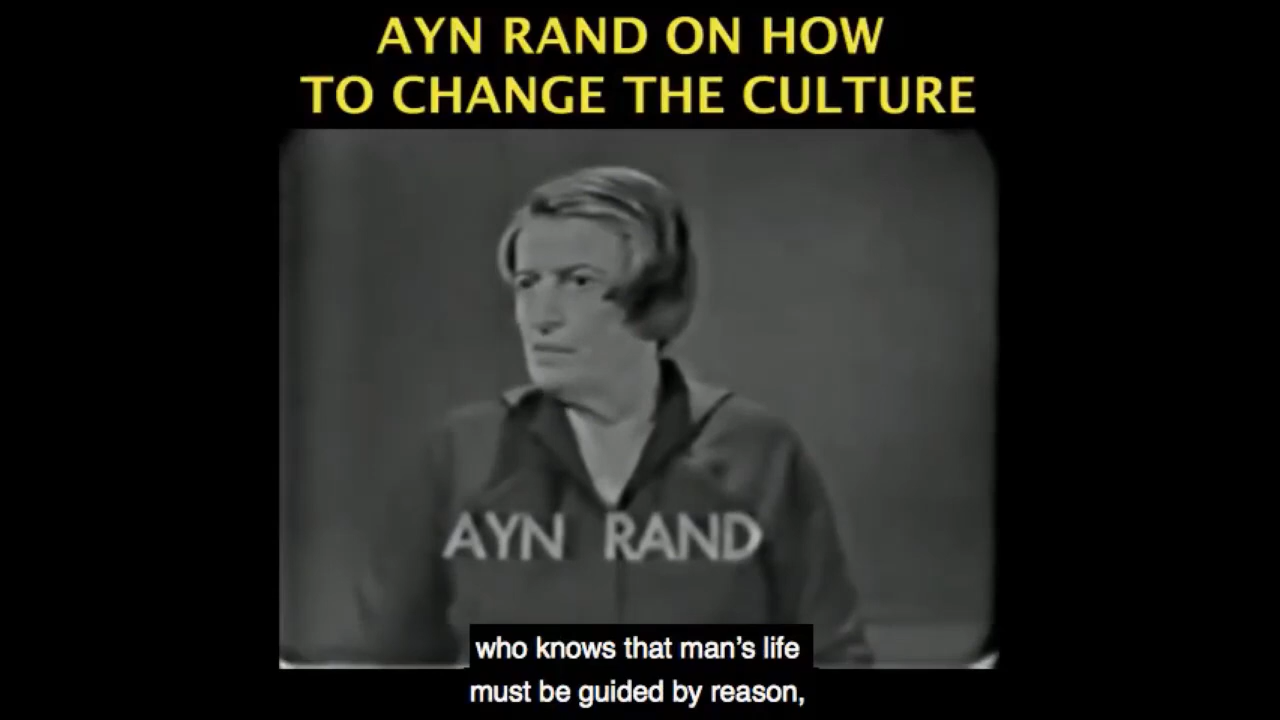 AYN RAND ON HOW
TO CHANGE THE CULTURE
AYN RAND
who knows that man’s life
must be guided by reason,